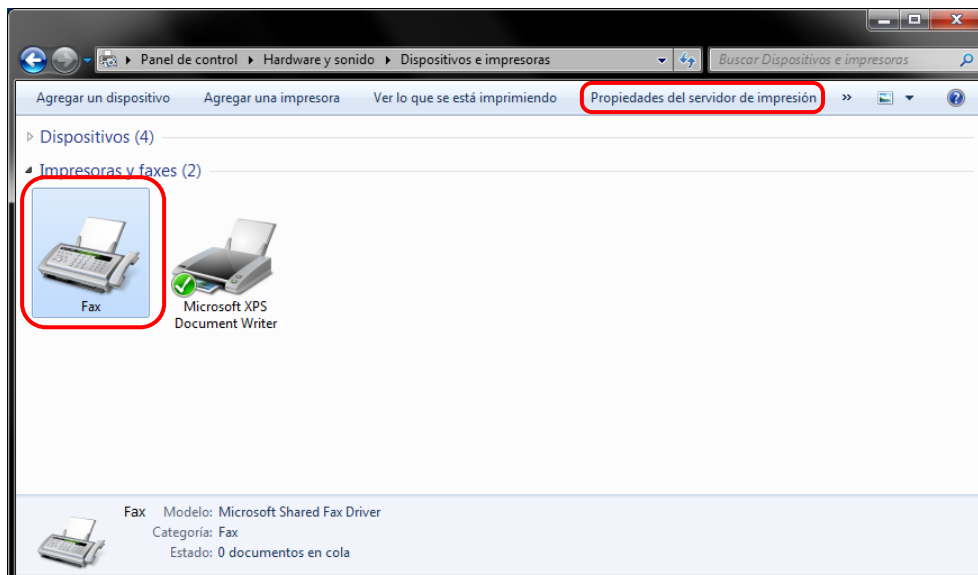 Panel de control Hardware y sonido Dispositivos e impresoras Buscar Dispositivos e impresoras
Agregar un dispositivo Agregar una impresora Ver lo que se está imprimiendo Propiedades del servidor de impresión »
Dispositivos (4)
Impresoras y faxes (2)
Fax
Microsoft XPS
Document Writer
Fax Modelo: Microsoft Shared Fax Driver
Categoría: Fax
Estado: 0 documentos en cola